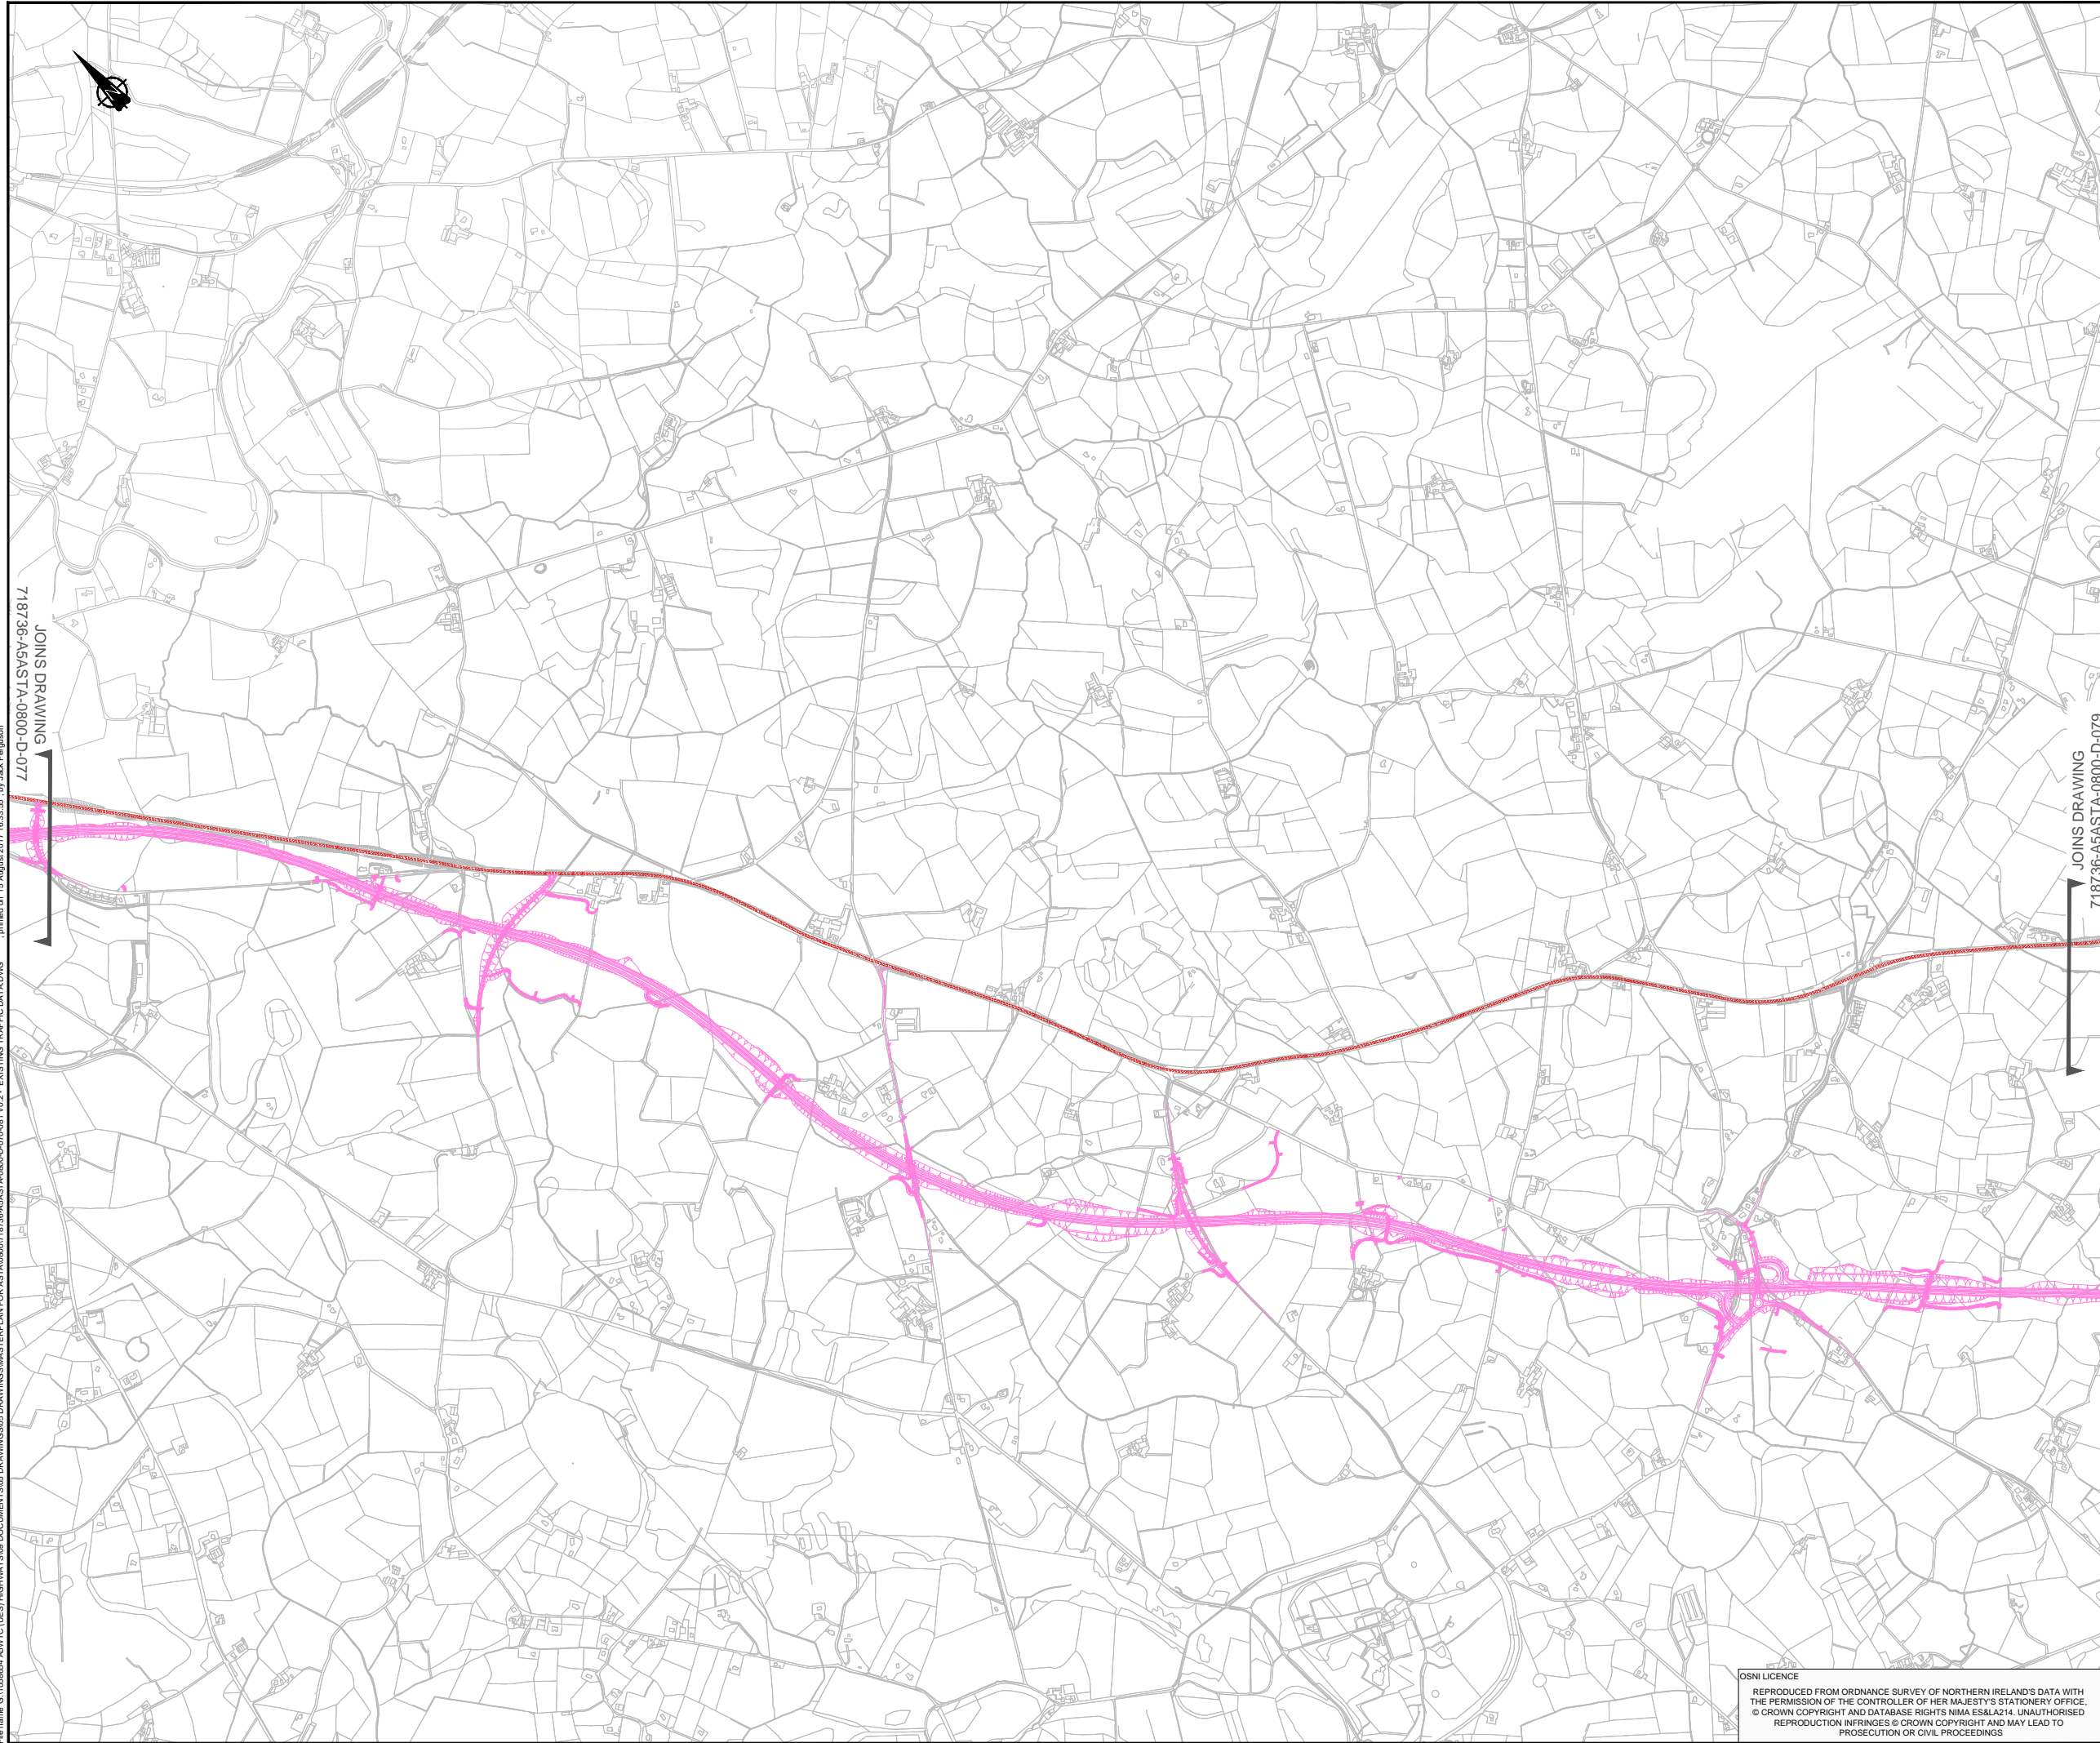 JOINS DRAWING
718736-A5ASTA-0800-D-077
JOINS DRAWING
718736-A5ASTA-0800-D-079
OSNI LICENCE
REPRODUCED FROM ORDNANCE SURVEY OF NORTHERN IRELAND'S DATA WITH
THE PERMISSION OF THE CONTROLLER OF HER MAJESTY'S STATIONERY OFFICE,
© CROWN COPYRIGHT AND DATABASE RIGHTS NIMA ES&LA214. UNAUTHORISED
REPRODUCTION INFRINGES © CROWN COPYRIGHT AND MAY LEAD TO
PROSECUTION OR CIVIL PROCEEDINGS